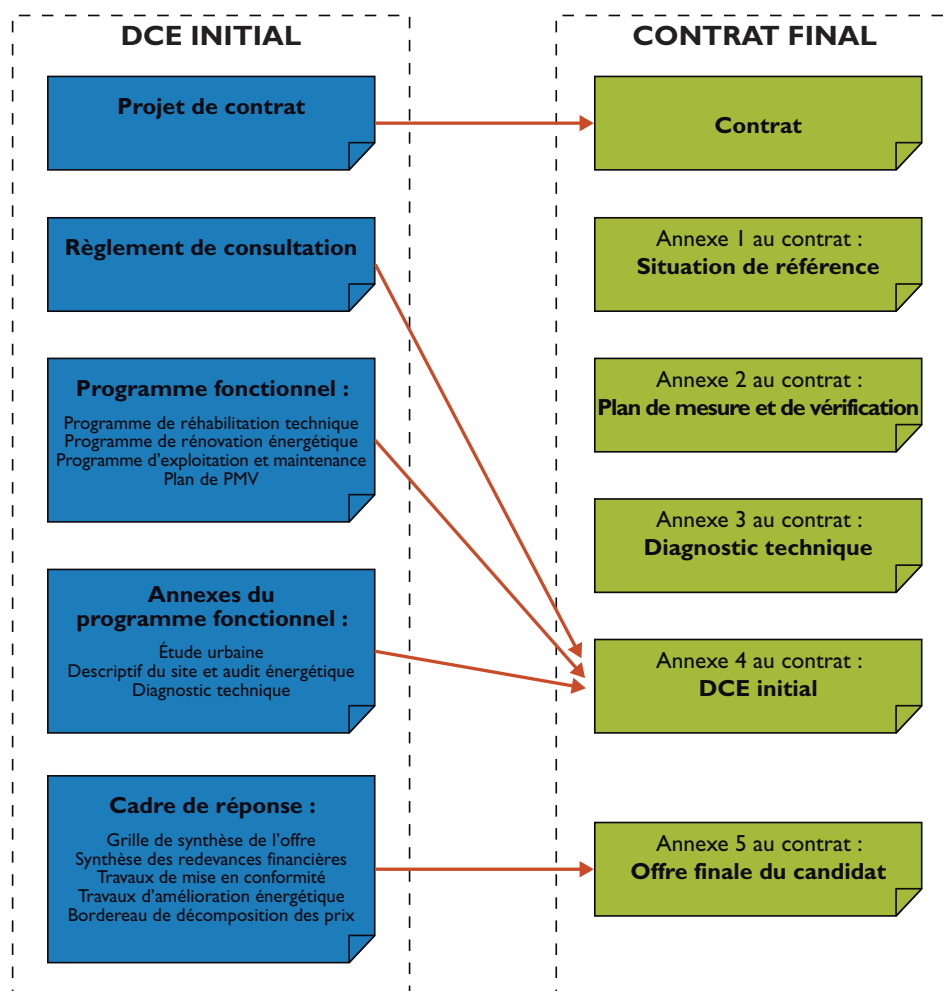 DCE INITIAL
Projet de contrat
Règlement de consultation
Programme fonctionnel :
Programme de réhabilitation technique
Programme de rénovation énergétique
Programme d'exploitation et maintenance
Plan de PMV
Annexes du
programme fonctionnel :
Étude urbaine
Descriptif du site et audit énergétique
Diagnostic technique
Cadre de réponse :
Grille de synthèse de l'offre
Synthèse des redevances financières
Travaux de mise en conformité
Travaux d'amélioration énergétique
Bordereau de décomposition des prix
CONTRAT FINAL
Contrat
Annexe 1 au contrat :
Situation de référence
Annexe 2 au contrat :
Plan de mesure et de vérification
Annexe 3 au contrat :
Diagnostic technique
Annexe 4 au contrat :
DCE initial
Annexe 5 au contrat :
Offre finale du candidat